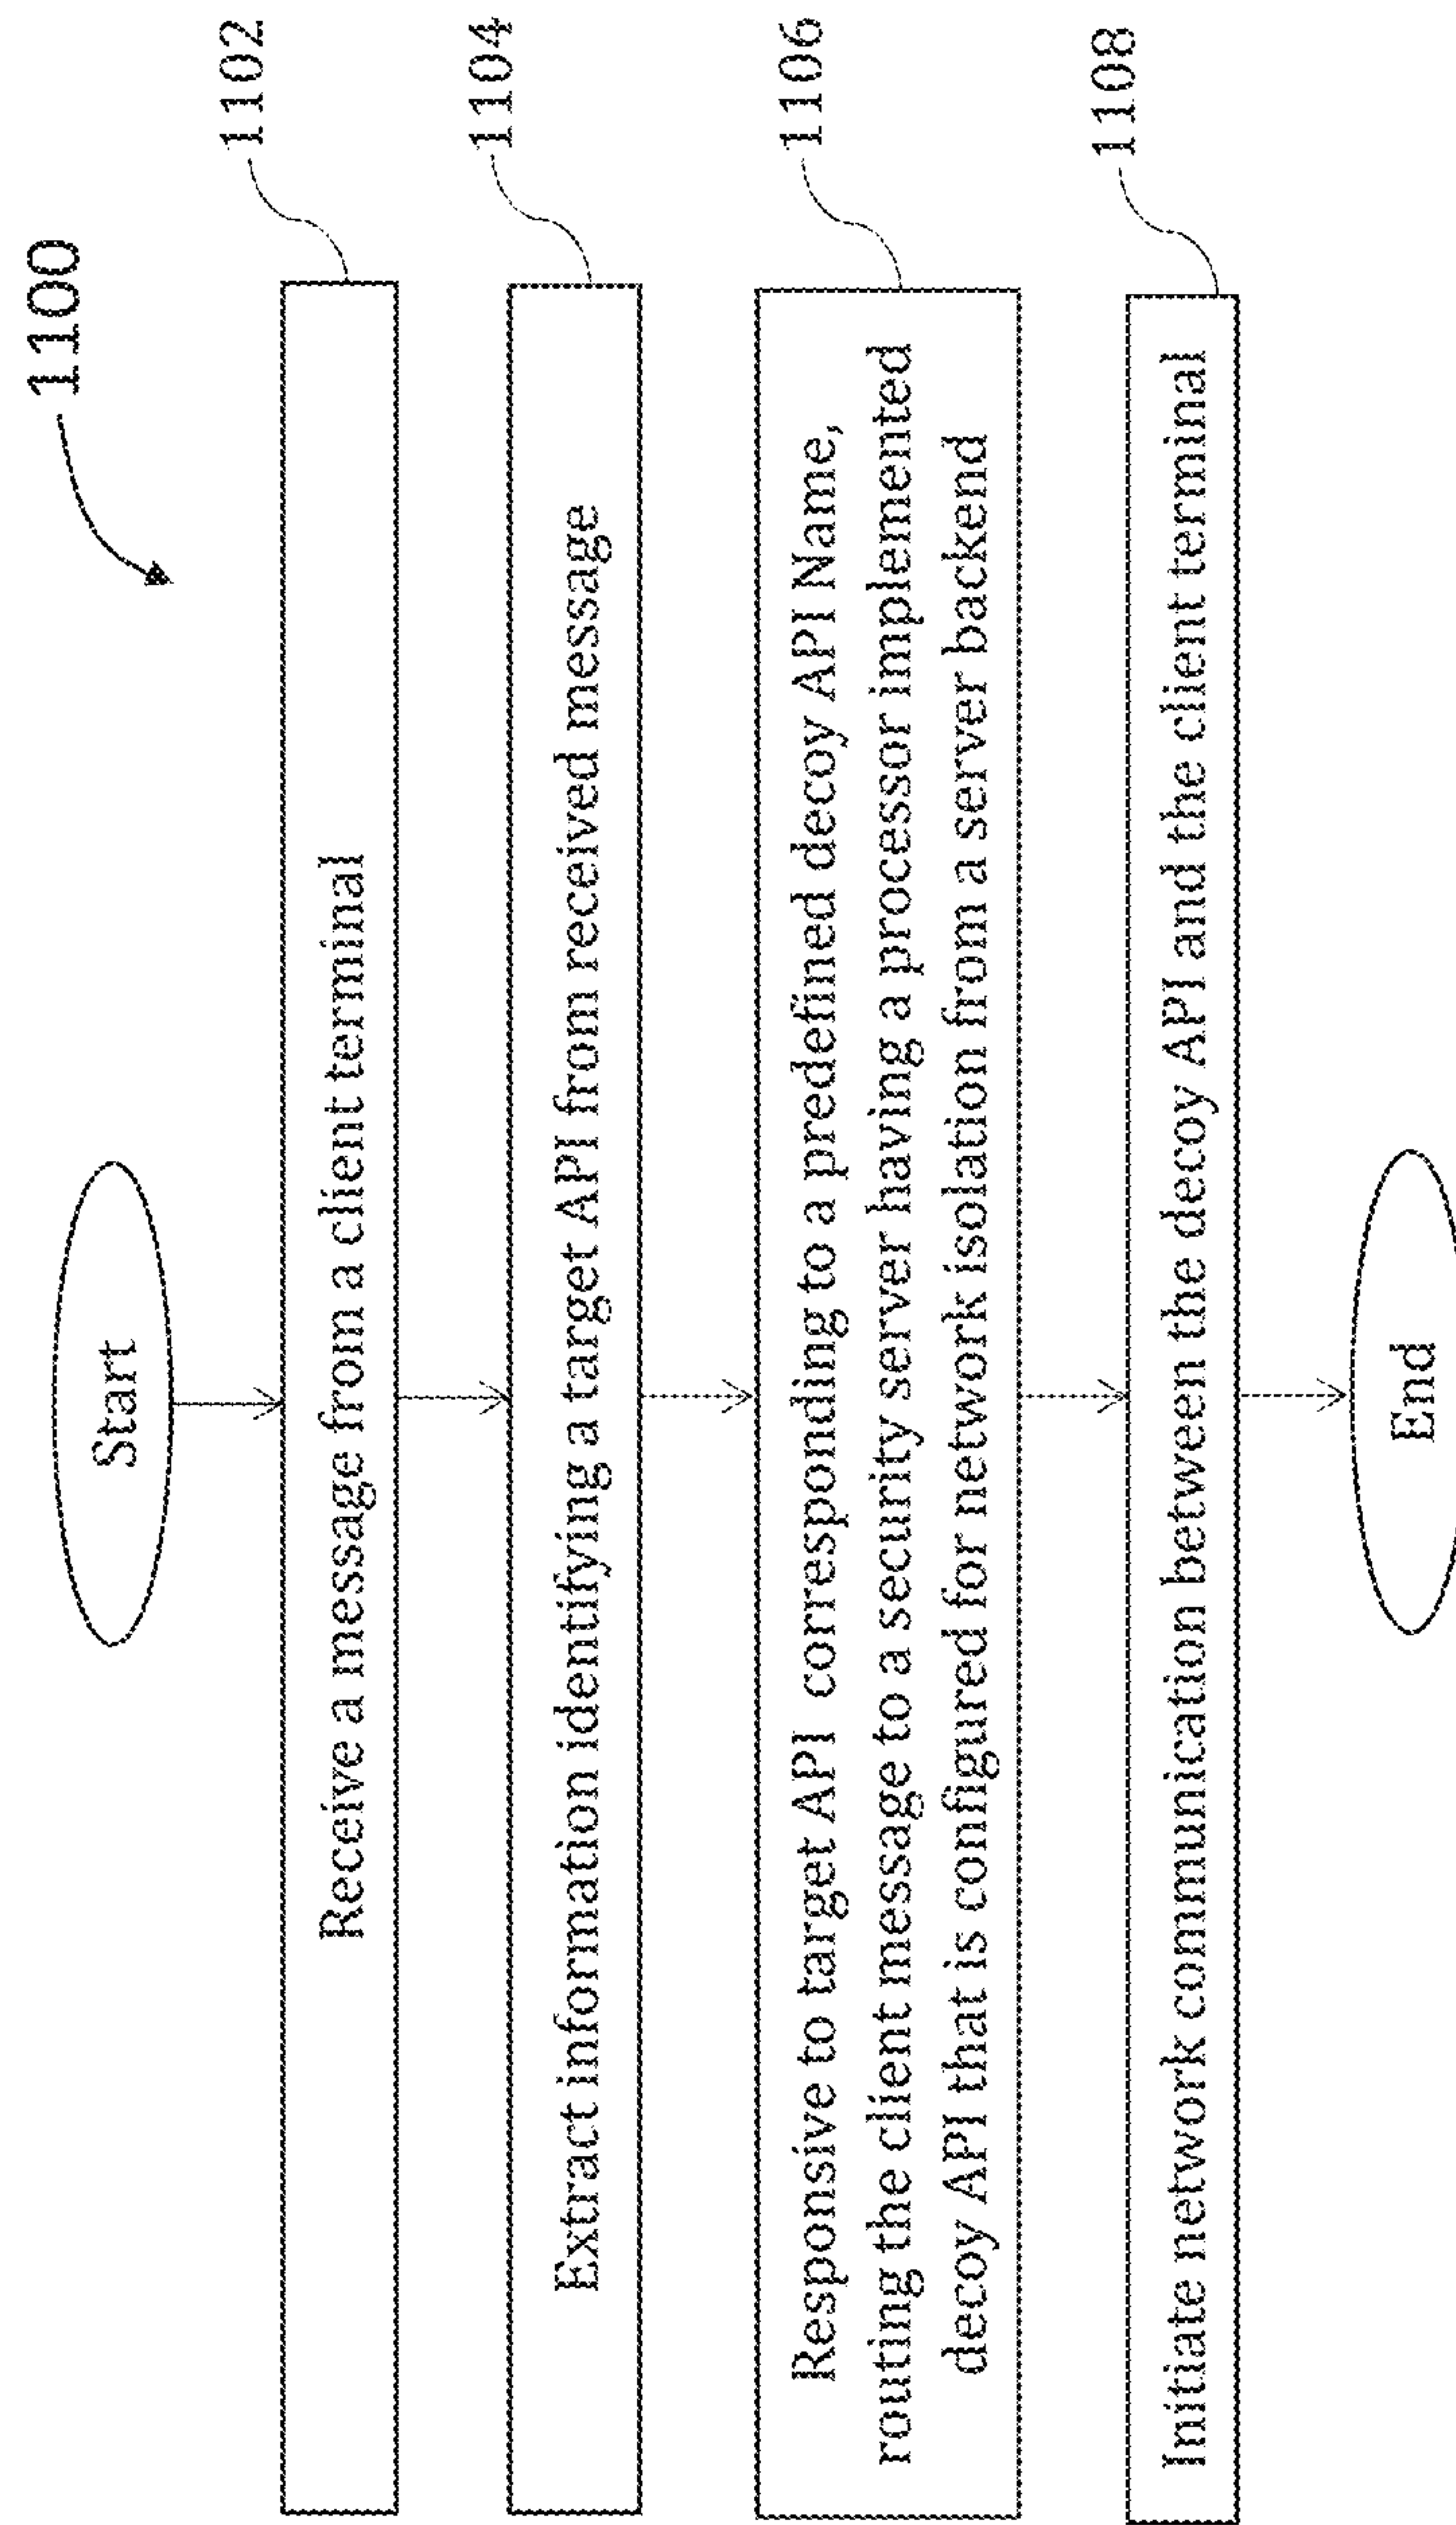 1100
Start
Receive a message from a client terminal
1102
Extract information identifying a target API from received message
1104
Responsive to target API corresponding to a predefined decoy API Name,
routing the client message to a security server having a processor implemented
decoy API that is configured for network isolation from a server backend
1106
Initiate network communication between the decoy API and the client terminal
1108
End